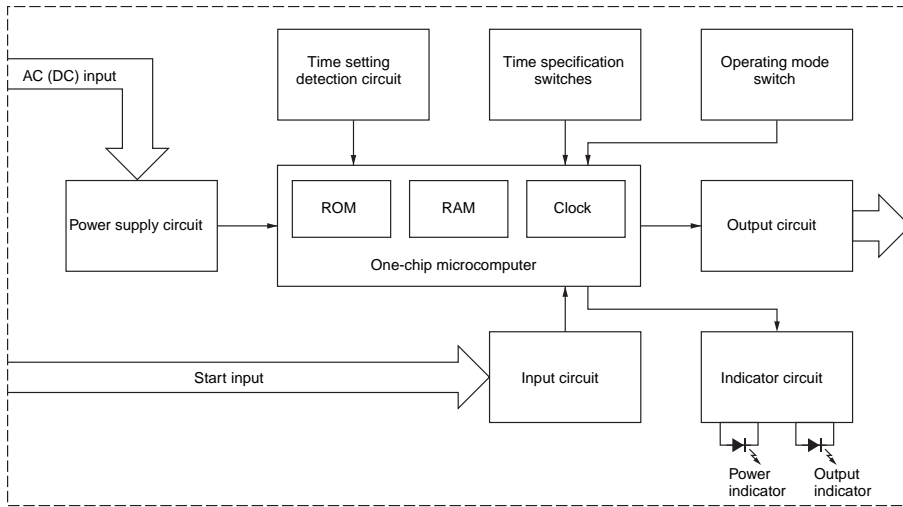 AC (DC) input
Time setting
detection circuit
Time specification
switches
Operating mode
switch
Power supply circuit
ROM
RAM
Clock
One-chip microcomputer
Output circuit
Start input
Input circuit
Indicator circuit
Power
indicator
Output
indicator